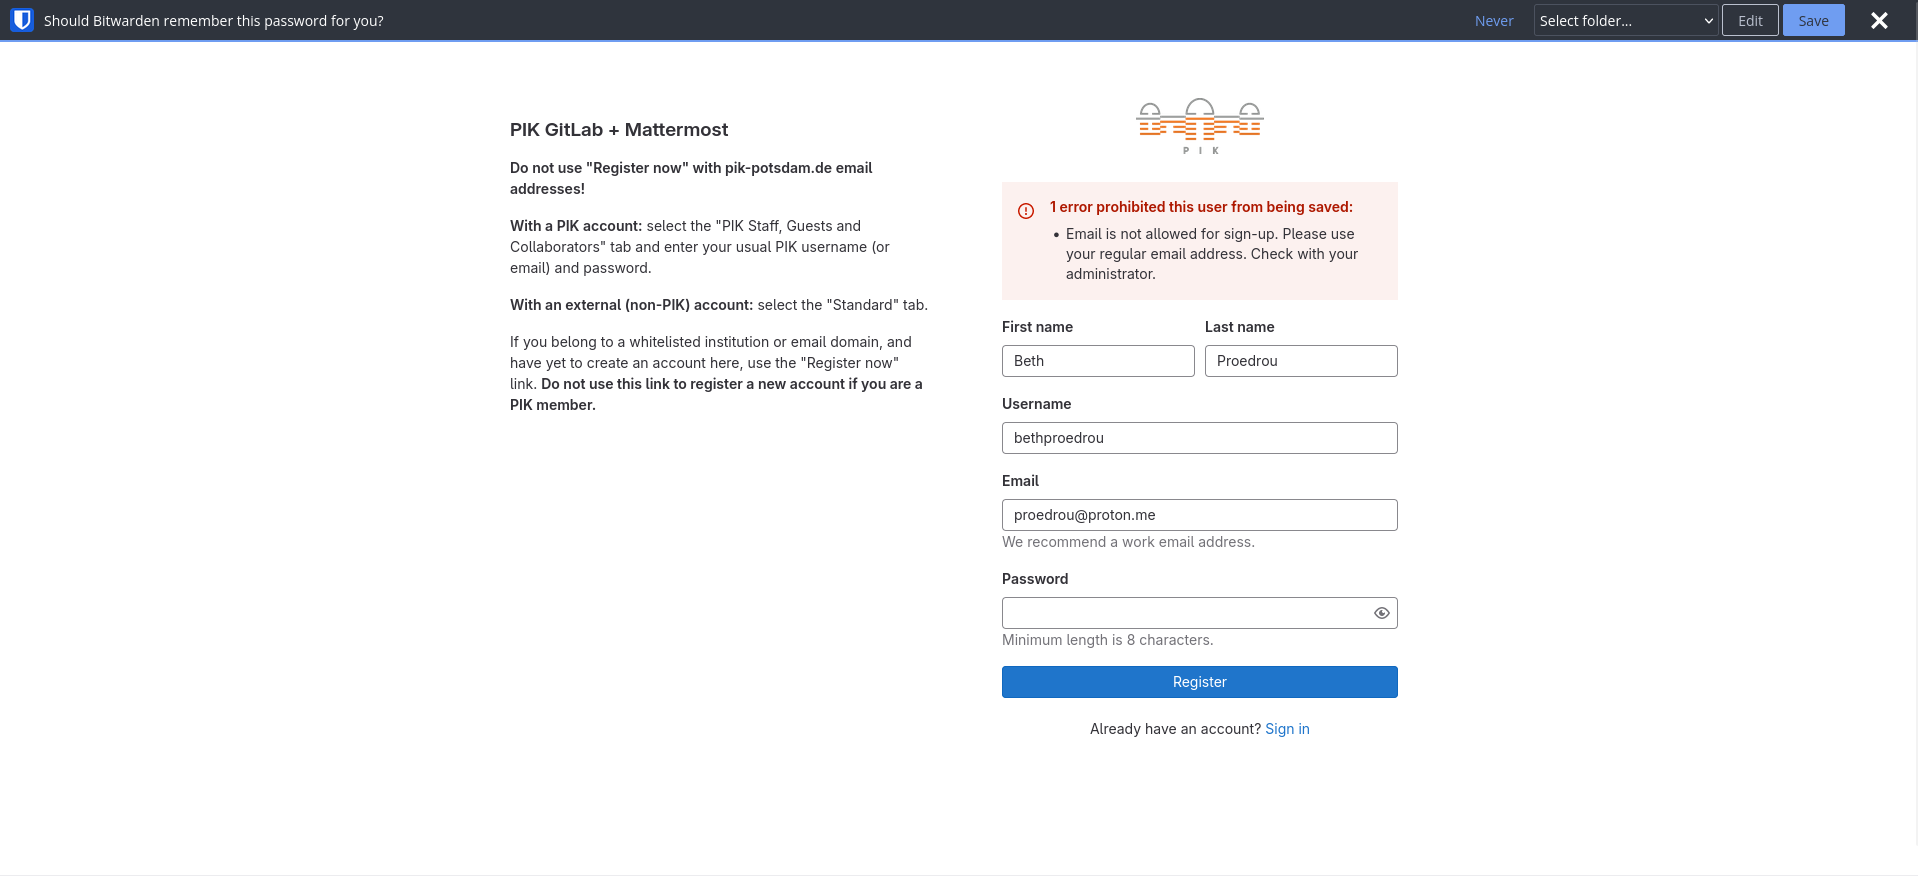 Should Bitwarden remember this password for you?
Never
Select folder...
Edit
Save
PIK GitLab + Mattermost
Do not use "Register now" with pik-potsdam.de email
addresses!
With a PIK account: select the "PIK Staff, Guests and
Collaborators" tab and enter your usual PIK username (or
email) and password.
With an external (non-PIK) account: select the "Standard" tab.
If you belong to a whitelisted institution or email domain, and
have yet to create an account here, use the "Register now"
link. Do not use this link to register a new account if you are a
PIK member.
PIK
1 error prohibited this user from being saved:
• Email is not allowed for sign-up. Please use
your regular email address. Check with your
administrator.
First name
Last name
Beth
Proedrou
Username
bethproedrou
Email
proedrou@proton.me
We recommend a work email address.
Password
Minimum length is 8 characters.
Register
Already have an account? Sign in